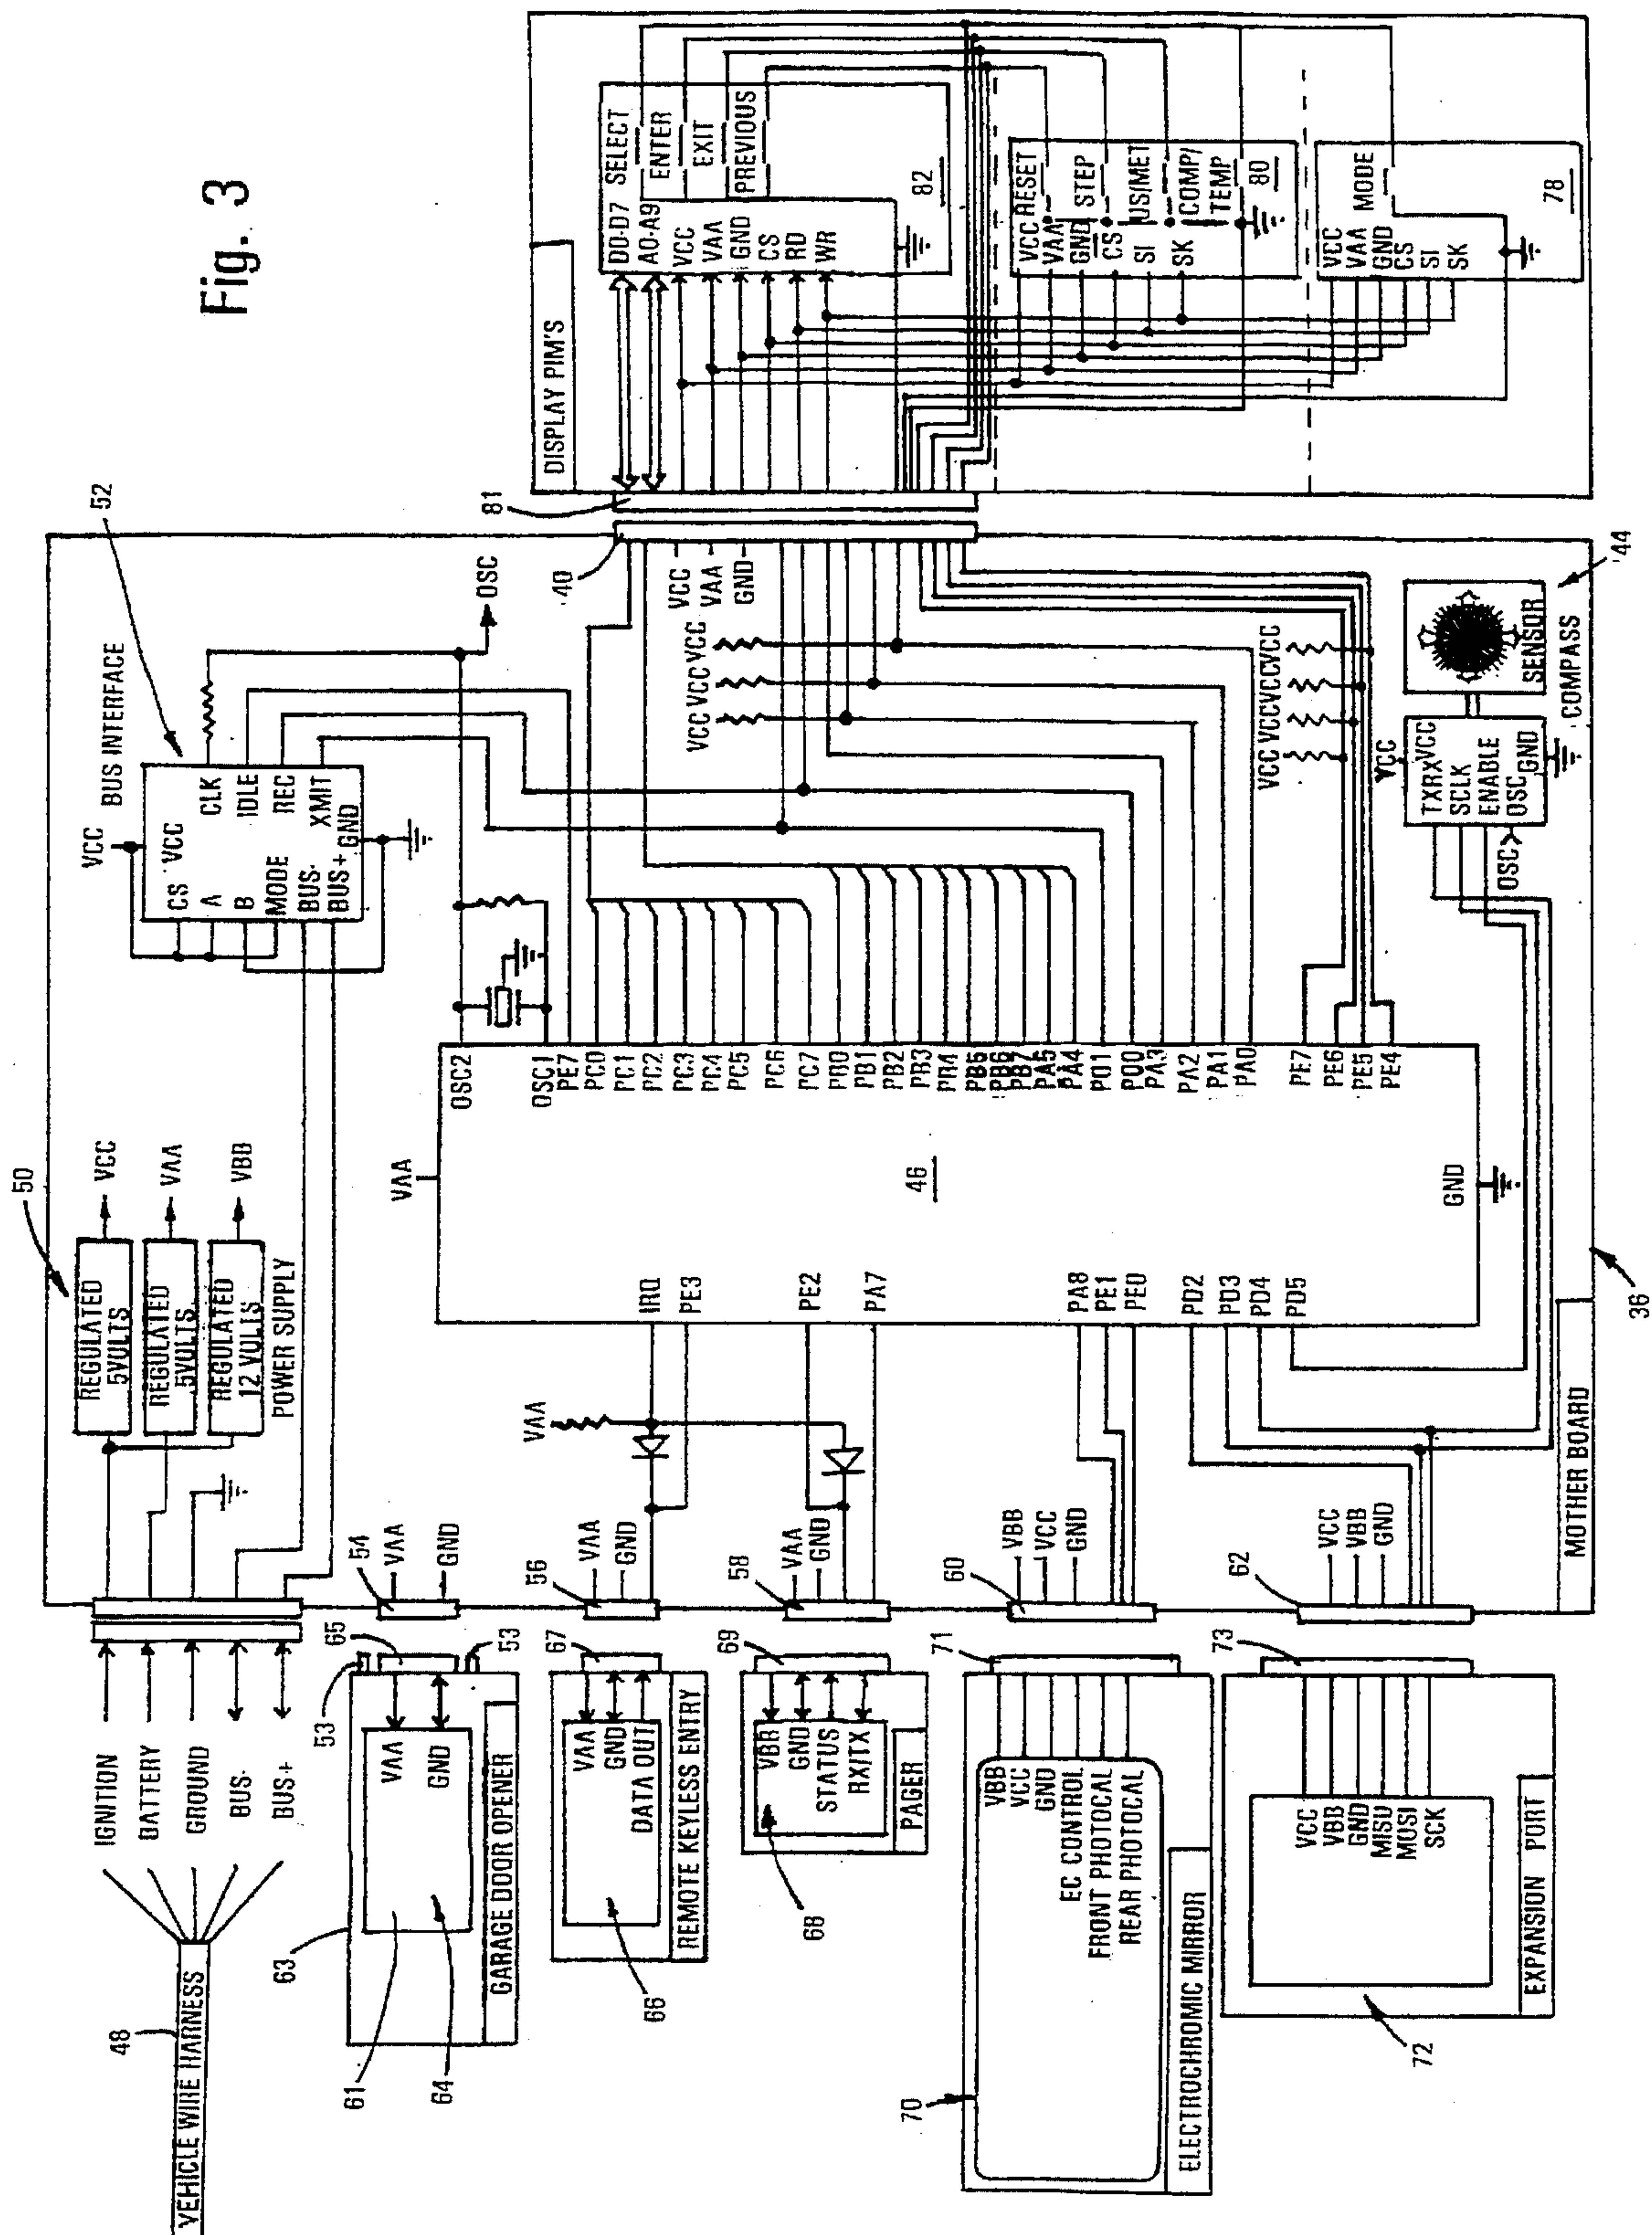 Fig. 3
VEHICLE WIRE HARNESS
48
IGNITION
BATTERY
GROUND
BUS-
BUS+
50
REGULATED
5VOLTS
VCC
REGULATED
5VOLTS
VAA
REGULATED
12 VOLTS
VBB
POWER SUPPLY
BUS INTERFACE
52
VCC
VCC
CS
A
B
MODE
BUS-
BUS+
CLK
IDLE
REC
XMIT
GND
OSC
53
65
53
63
61
64
VAA
GND
GARAGE DOOR OPENER
54
VAA
GND
67
VAA
GND
DATA OUT
66
REMOTE KEYLESS ENTRY
56
VAA
GND
69
VBB
GND
STATUS
RX/TX
68
PAGER
58
VAA
GND
71
VBB
VCC
GND
EC CONTROL
FRONT PHOTOCAL
REAR PHOTOCAL
70
ELECTROCHROMIC MIRROR
60
VBB
VCC
GND
73
VCC
VBB
GND
MISO
MOSI
SCK
72
EXPANSION PORT
62
VCC
VBB
GND
MOTHER BOARD
36
VAA
VAA
46
GND
IRQ
PE3
PE2
PA7
PA8
PE1
PE0
PD2
PD3
PD4
PD5
OSC2
OSC1
PE7
PC0
PC1
PC2
PC3
PC4
PC5
PC6
PC7
PB0
PB1
PB2
PB3
PB4
PB5
PB6
PB7
PA5
PA4
PD1
PD0
PA3
PA2
PA1
PA0
PE7
PE6
PE5
PE4
VCC VCC VCC
VCC
VAA
GND
40
81
VCC VCC VCC VCC
VCC
TXRX VCC
SCLK
ENABLE
OSC
GND
OSC
SENSOR
COMPASS
44
DISPLAY PIM'S
D0-D7
A0-A9
VCC
VAA
GND
CS
RD
WR
SELECT
ENTER
EXIT
PREVIOUS
82
VCC
VAA
GND
CS
SI
SK
RESET
STEP
US/MET
COMP/
TEMP
80
VCC
VAA
GND
CS
SI
SK
MODE
78